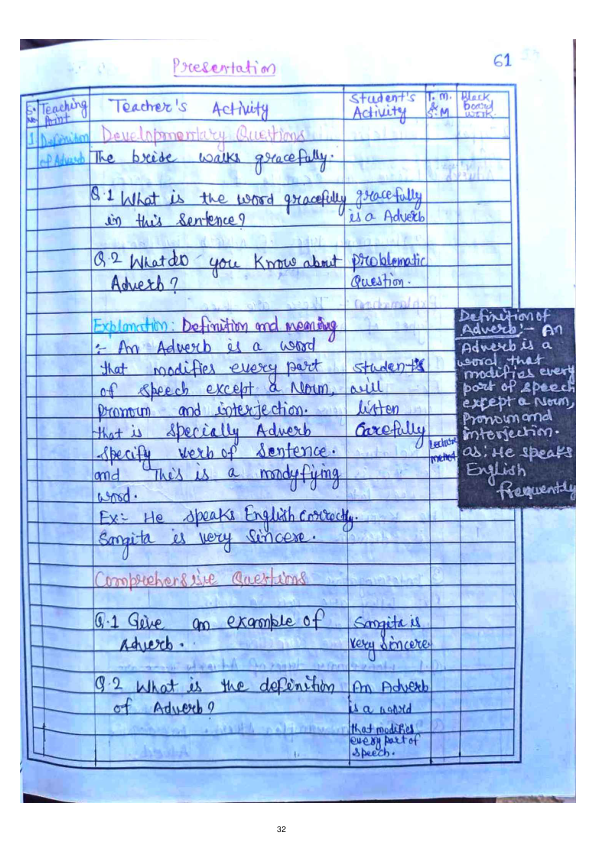 61
Presentation
S. No. Teaching Point
Teacher's Activity
Student's Activity
T. M. & S. M
Black board work.
1 Definition of Adverb
Developmentary Questions
The bride walks gracefully.
Q.1 What is the word gracefully
in this Sentence?
gracefully
is a Adverb
Q.2 What do you Know about
Adverb?
problematic
Question.
Explanation: Definition and meaning
:- An Adverb is a word
that modifies every part
of speech except a Noun,
Pronoun and interjection.
that is specially Adverb
specify verb of Sentence.
and This is a modyfying
word.
Ex:- He speaks English Correctly.
Sangita is very Sincere.
students
will
listen
Carefully
Lecture
method
Definition of
Adverb:- An
Adverb is a
word that
modifies every
part of speech
except a Noun,
Pronoun and
interjection.
as: He speaks
English
frequently
Comprehensive Questions
Q.1 Give an example of
Adverb.
Sangita is
very sincere
Q.2 What is the definition
of Adverb?
An Adverb
is a word
that modifies
every part of
speech.
32